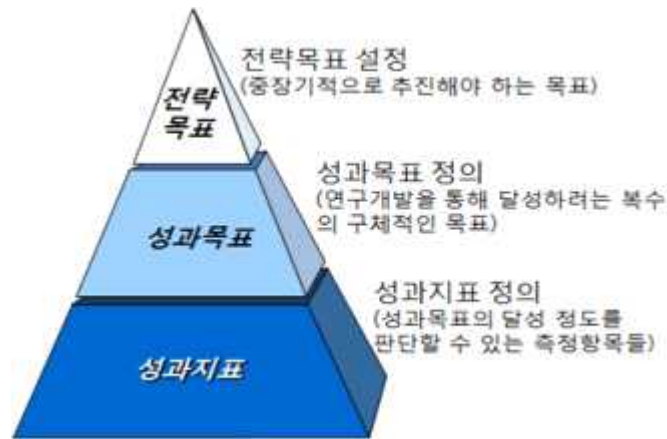 전략목표 설정
(중장기적으로 추진해야 하는 목표)
전략
목표
성과목표 정의
(연구개발을 통해 달성하려는 복수
의 구체적인 목표)
성과목표
성과지표 정의
(성과목표의 달성 정도를
판단할 수 있는 측정항목들)
성과지표